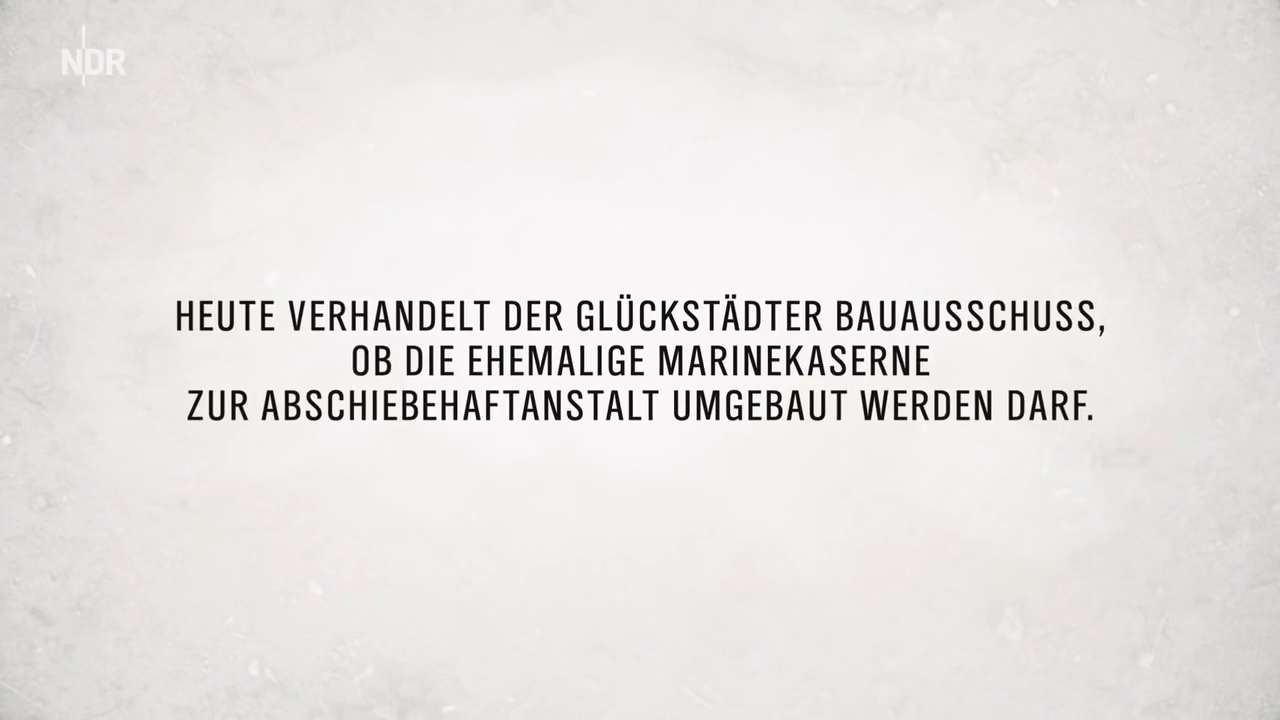 NDR
HEUTE VERHANDELT DER GLÜCKSTÄDTER BAUAUSSCHUSS,
OB DIE EHEMALIGE MARINEKASERNE
ZUR ABSCHIEBEHAFTANSTALT UMGEBAUT WERDEN DARF.